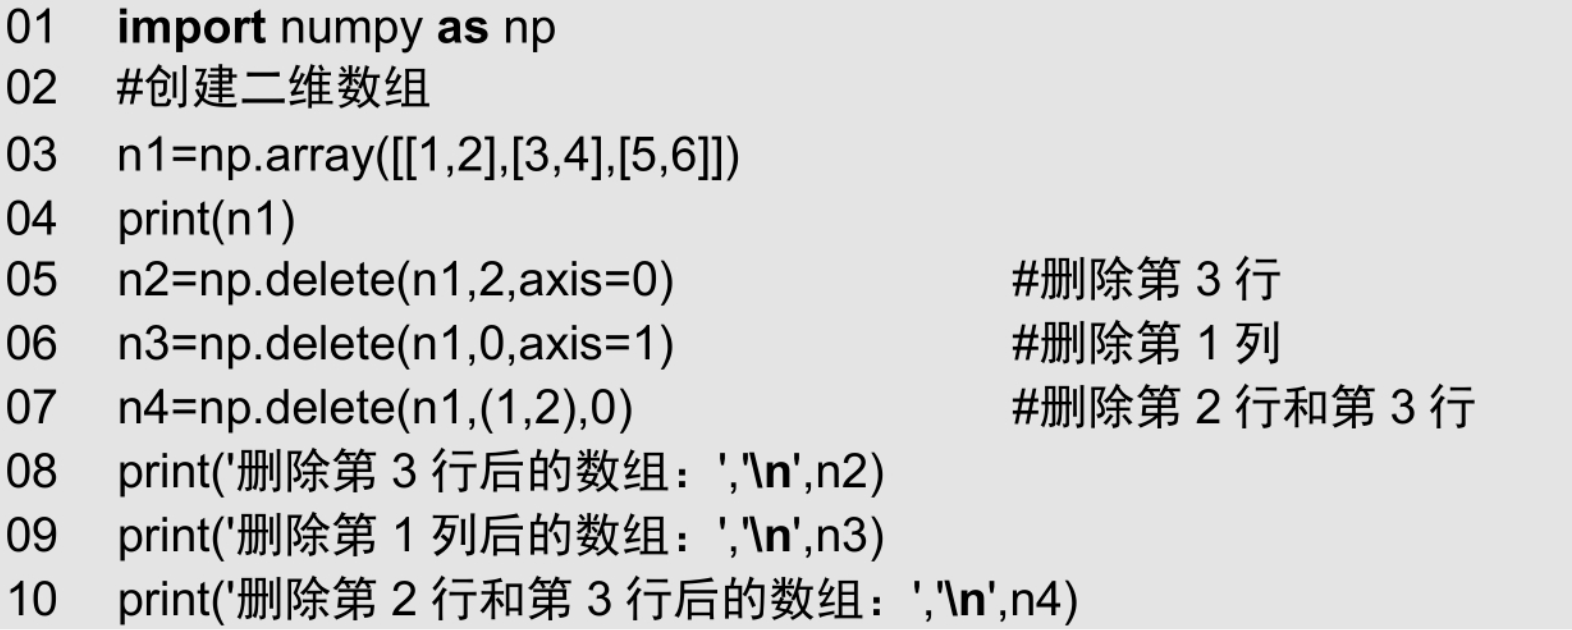 01 import numpy as np
02 #创建二维数组
03 n1=np.array([[1,2],[3,4],[5,6]])
04 print(n1)
05 n2=np.delete(n1,2,axis=0) #删除第 3 行
06 n3=np.delete(n1,0,axis=1) #删除第 1 列
07 n4=np.delete(n1,(1,2),0) #删除第 2 行和第 3 行
08 print('删除第 3 行后的数组：','\n',n2)
09 print('删除第 1 列后的数组：','\n',n3)
10 print('删除第 2 行和第 3 行后的数组：','\n',n4)